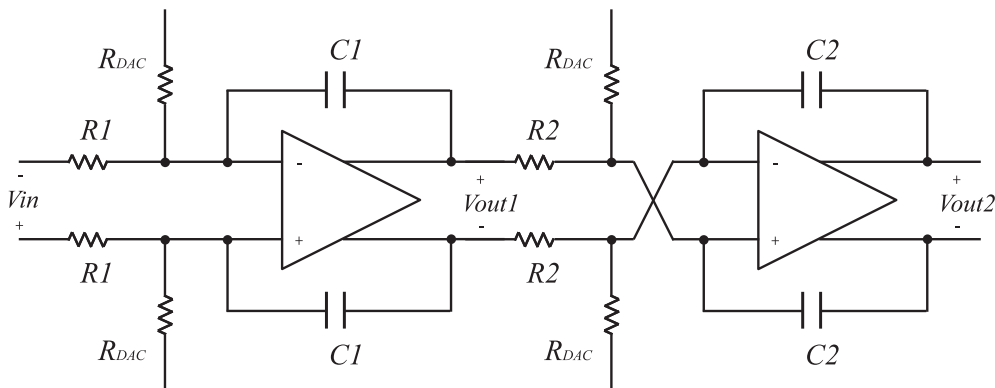 RDAC
C1
RDAC
C2
R1
R2
-
-
+
-
+
Vin
Vout1
Vout2
+
+
-
+
-
R1
R2
RDAC
C1
RDAC
C2